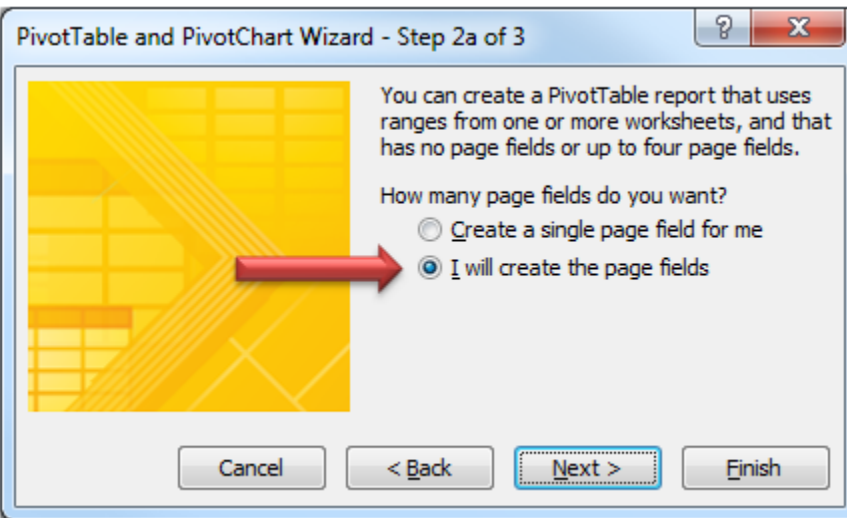 PivotTable and PivotChart Wizard - Step 2a of 3
You can create a PivotTable report that uses
ranges from one or more worksheets, and that
has no page fields or up to four page fields.
How many page fields do you want?
Create a single page field for me
I will create the page fields
Cancel
< Back
Next >
Finish